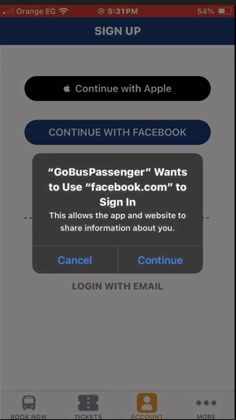 Orange EG 5:31PM 54%
SIGN UP
Continue with Apple
CONTINUE WITH FACEBOOK
“GoBusPassenger” Wants
to Use “facebook.com” to
Sign In
This allows the app and website to
share information about you.
Cancel Continue
LOGIN WITH EMAIL
BOOK NOW TICKETS ACCOUNT MORE